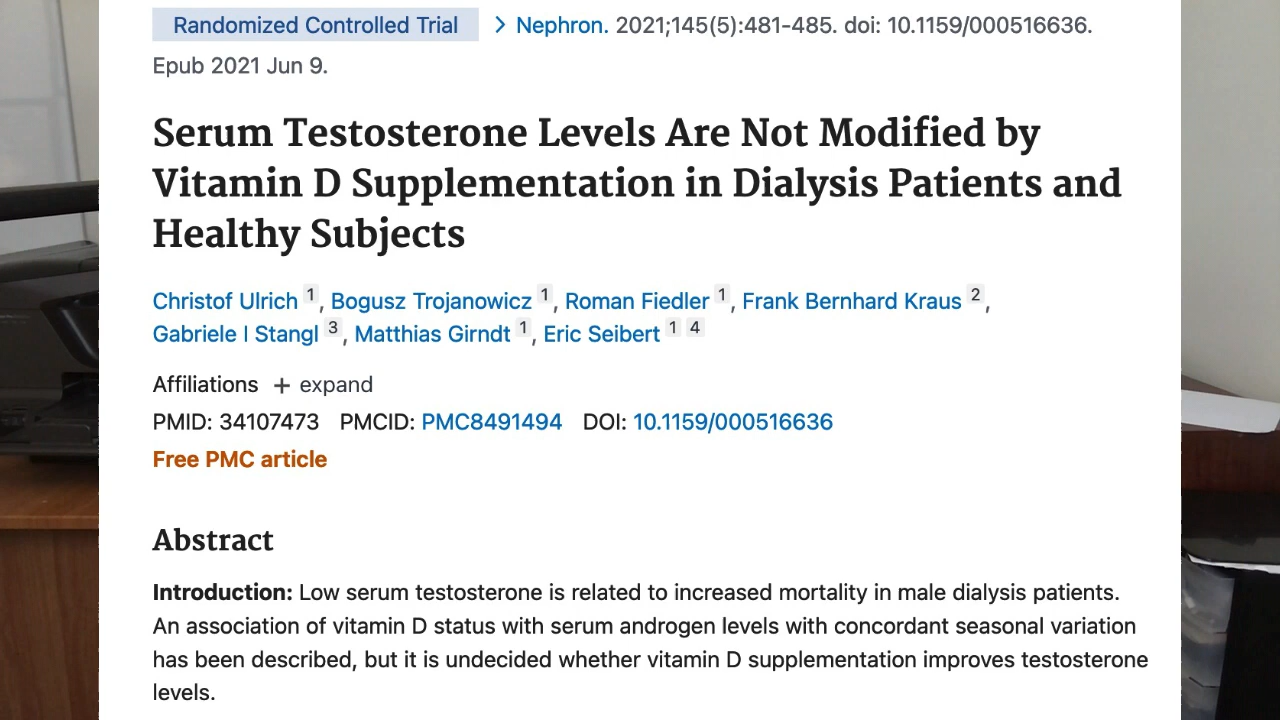 Randomized Controlled Trial > Nephron. 2021;145(5):481-485. doi: 10.1159/000516636.
Epub 2021 Jun 9.
Serum Testosterone Levels Are Not Modified by
Vitamin D Supplementation in Dialysis Patients and
Healthy Subjects
Christof Ulrich 1, Bogusz Trojanowicz 1, Roman Fiedler 1, Frank Bernhard Kraus 2,
Gabriele I Stangl 3, Matthias Girndt 1, Eric Seibert 1 4
Affiliations + expand
PMID: 34107473 PMCID: PMC8491494 DOI: 10.1159/000516636
Free PMC article
Abstract
Introduction: Low serum testosterone is related to increased mortality in male dialysis patients.
An association of vitamin D status with serum androgen levels with concordant seasonal variation
has been described, but it is undecided whether vitamin D supplementation improves testosterone
levels.